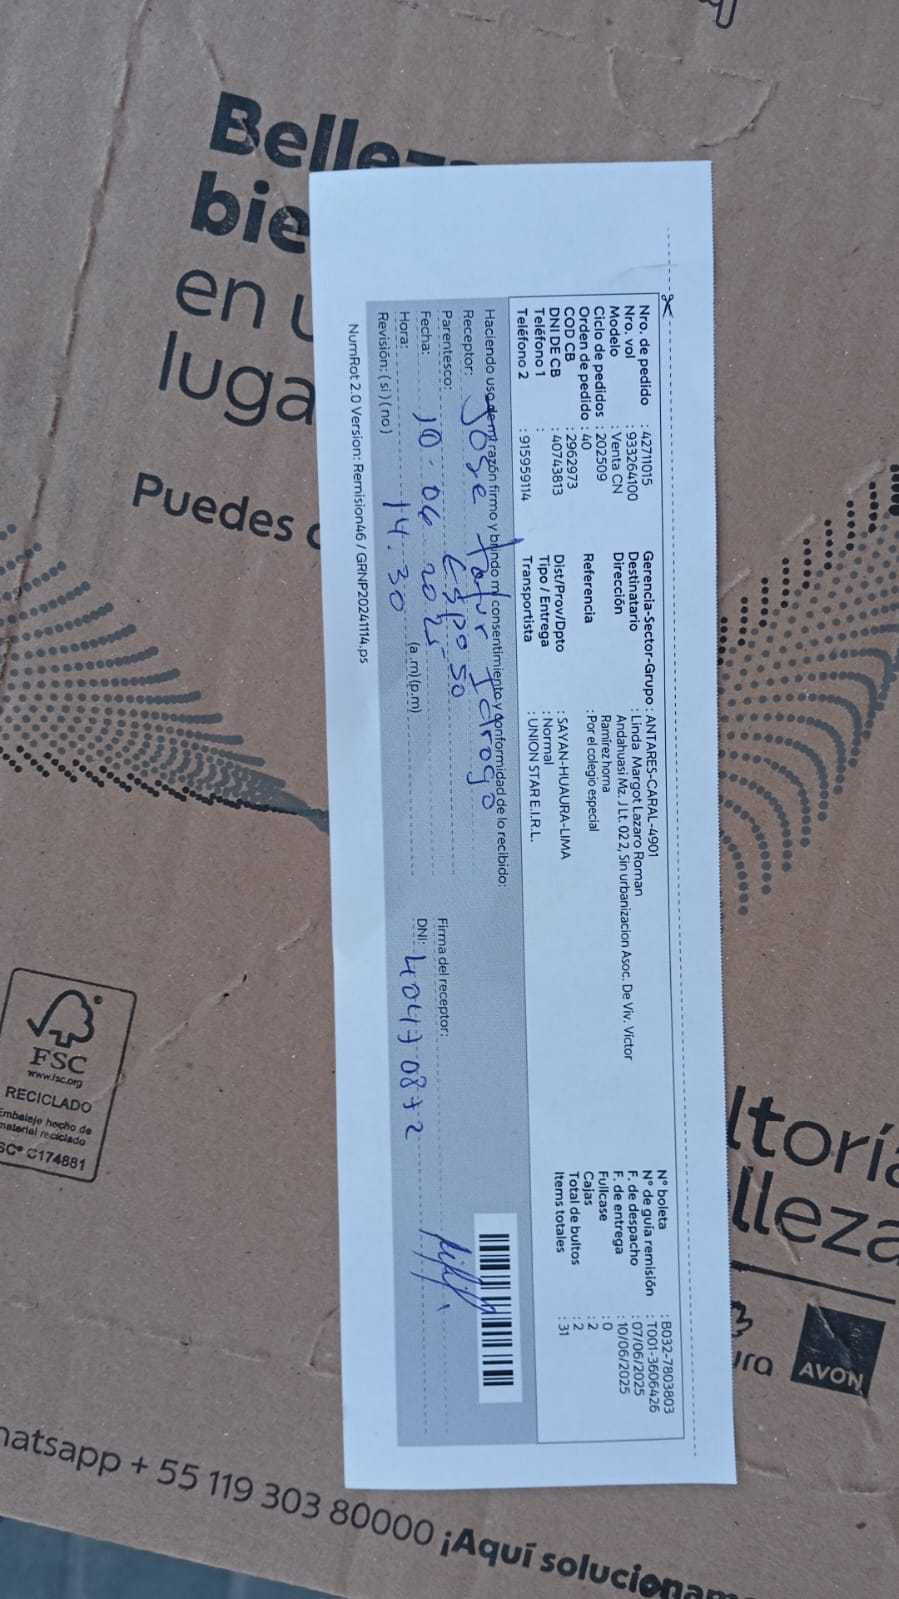 Belleza
bie
en u
luga
Puedes
Nro. de pedido : 42711015
Nro. vol : 933264100
Modelo : Venta CN
Ciclo de pedidos : 202509
Orden de pedido : 40
COD CB : 2962973
DNI DE CB : 40743813
Teléfono 1 :
Teléfono 2 : 915959114
Gerencia-Sector-Grupo : ANTARES-CARAL-4901
Destinatario : Linda Margot Lazaro Roman
Dirección : Andahuasi Mz. J Lt. 02 2, Sin urbanizacion Asoc. De Viv. Victor
Ramirez horna
Referencia : Por el colegio especial
Dist/Prov/Dpto : SAYAN-HUAURA-LIMA
Tipo / Entrega : Normal
Transportista : UNION STAR E.I.R.L.
N° boleta : B032-7803803
N° de guía remisión : T001-3606426
F. de despacho : 07/06/2025
F. de entrega : 10/06/2025
Fullcase : 0
Cajas : 2
Total de bultos : 2
Items totales : 31
Haciendo uso de mi razón firmo y brindo mi consentimiento y conformidad de lo recibido:
Receptor: Jose Tafur Idrogo
Parentesco: Esposo
Fecha: 10.06 2025
Hora: 14.30 (a.m)(p.m)
Revisión: ( si ) ( no )
Firma del receptor:
DNI: 40470872
NumRot 2.0 Version: Remision46 / GRNP20241114.ps
FSC
www.fsc.org
RECICLADO
Embalaje hecho de
material reciclado
SC® C174881
ltoría
lleza
ura
AVON
hatsapp + 55 119 303 80000 ¡Aquí solucionam